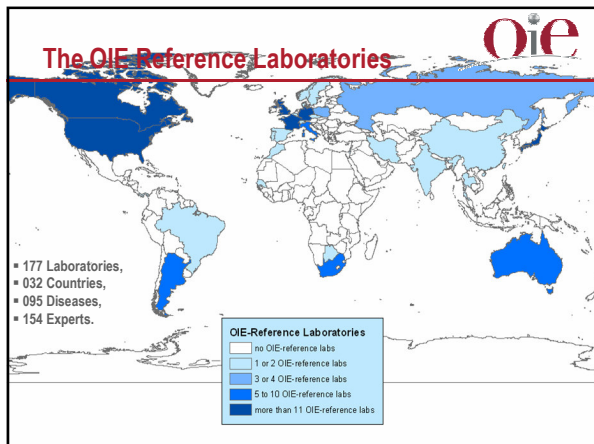 The OIE Reference Laboratories
oie
▪ 177 Laboratories,
▪ 032 Countries,
▪ 095 Diseases,
▪ 154 Experts.
OIE-Reference Laboratories
no OIE-reference labs
1 or 2 OIE-reference labs
3 or 4 OIE-reference labs
5 to 10 OIE-reference labs
more than 11 OIE-reference labs